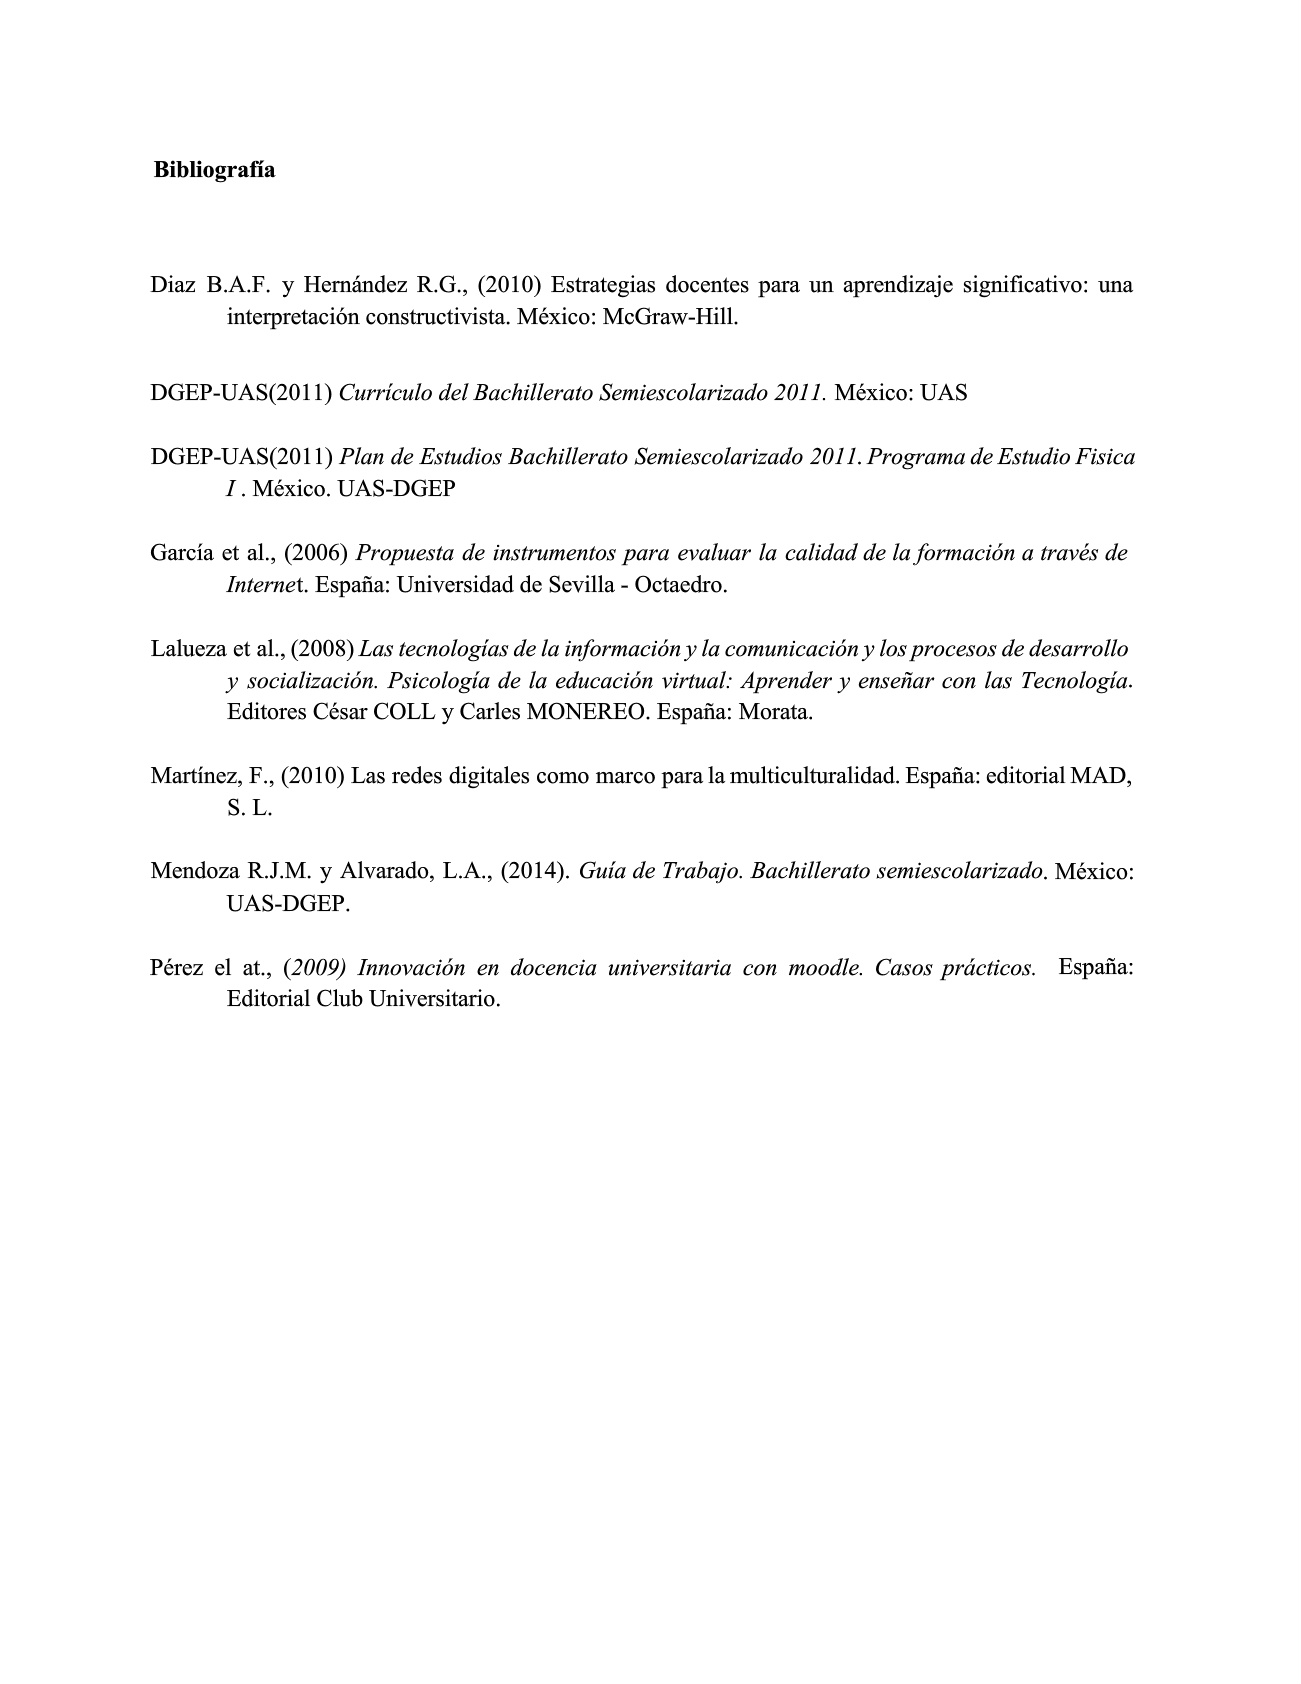 Bibliografía
Diaz B.A.F. y Hernández R.G., (2010) Estrategias docentes para un aprendizaje significativo: una
interpretación constructivista. México: McGraw-Hill.
DGEP-UAS(2011) Currículo del Bachillerato Semiescolarizado 2011. México: UAS
DGEP-UAS(2011) Plan de Estudios Bachillerato Semiescolarizado 2011. Programa de Estudio Fisica
I . México. UAS-DGEP
García et al., (2006) Propuesta de instrumentos para evaluar la calidad de la formación a través de
Internet. España: Universidad de Sevilla - Octaedro.
Lalueza et al., (2008) Las tecnologías de la información y la comunicación y los procesos de desarrollo
y socialización. Psicología de la educación virtual: Aprender y enseñar con las Tecnología.
Editores César COLL y Carles MONEREO. España: Morata.
Martínez, F., (2010) Las redes digitales como marco para la multiculturalidad. España: editorial MAD,
S. L.
Mendoza R.J.M. y Alvarado, L.A., (2014). Guía de Trabajo. Bachillerato semiescolarizado. México:
UAS-DGEP.
Pérez el at., (2009) Innovación en docencia universitaria con moodle. Casos prácticos. España:
Editorial Club Universitario.